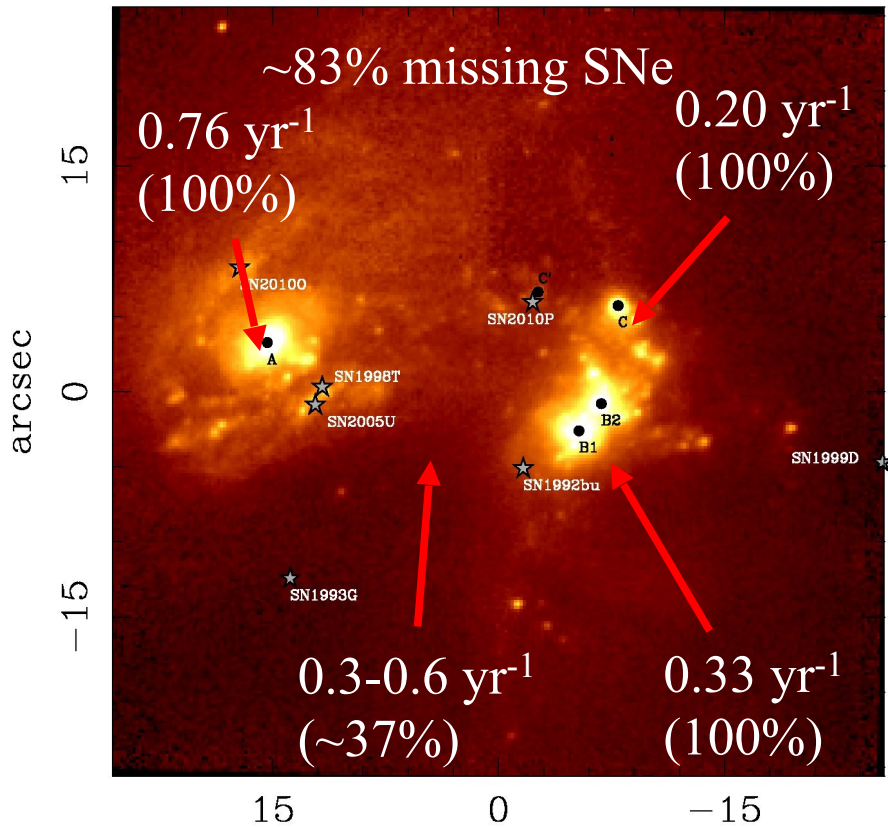 ~83% missing SNe
0.76 yr-1
(100%)
0.20 yr-1
(100%)
15
SN2010O
C'
SN2010P
C
A
arcsec
0
SN1998T
SN2005U
B2
B1
SN1992bu
SN1999D
SN1993G
-15
0.3-0.6 yr-1
(~37%)
0.33 yr-1
(100%)
15
0
-15